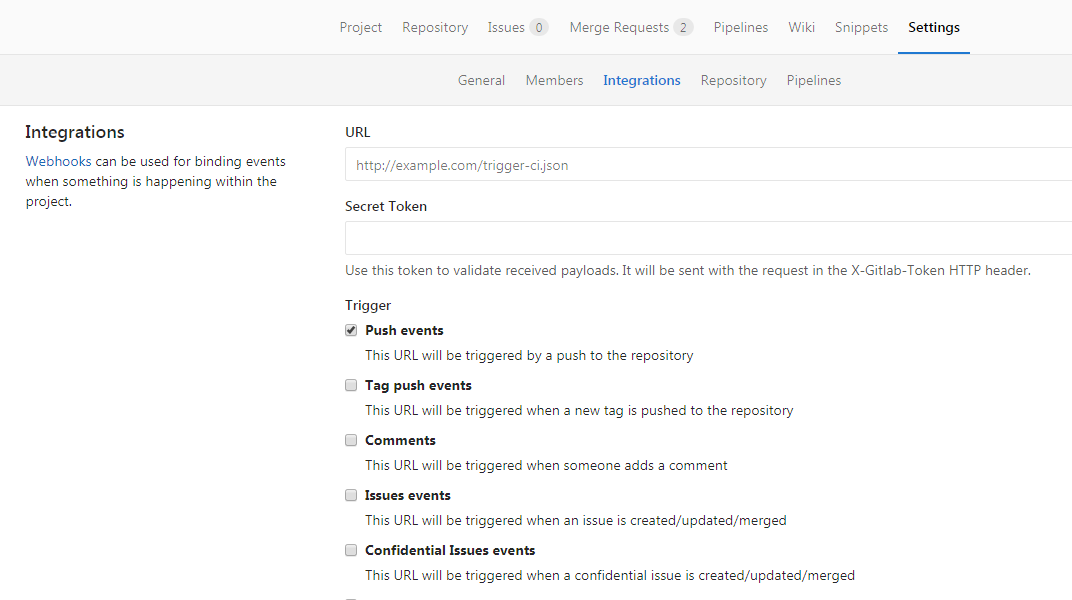 Project Repository Issues 0 Merge Requests 2 Pipelines Wiki Snippets Settings
General Members Integrations Repository Pipelines
Integrations
Webhooks can be used for binding events
when something is happening within the
project.
URL
http://example.com/trigger-ci.json
Secret Token
Use this token to validate received payloads. It will be sent with the request in the X-Gitlab-Token HTTP header.
Trigger
Push events
This URL will be triggered by a push to the repository
Tag push events
This URL will be triggered when a new tag is pushed to the repository
Comments
This URL will be triggered when someone adds a comment
Issues events
This URL will be triggered when an issue is created/updated/merged
Confidential Issues events
This URL will be triggered when a confidential issue is created/updated/merged